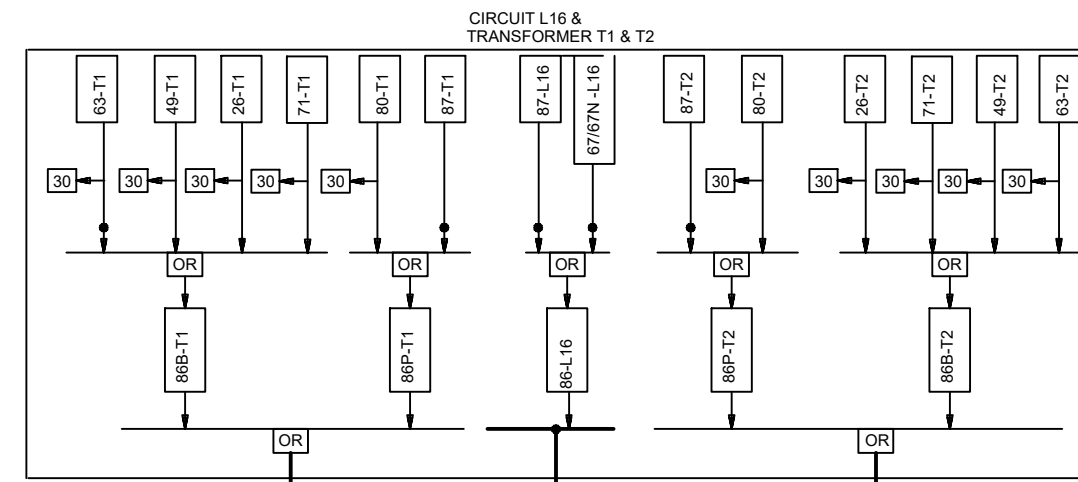 CIRCUIT L16 &
TRANSFORMER T1 & T2
63-T1
49-T1
26-T1
71-T1
80-T1
87-T1
87-L16
67/67N -L16
87-T2
80-T2
26-T2
71-T2
49-T2
63-T2
30
30
30
30
30
30
30
30
30
30
OR
OR
OR
OR
OR
86B-T1
86P-T1
86-L16
86P-T2
86B-T2
OR
OR